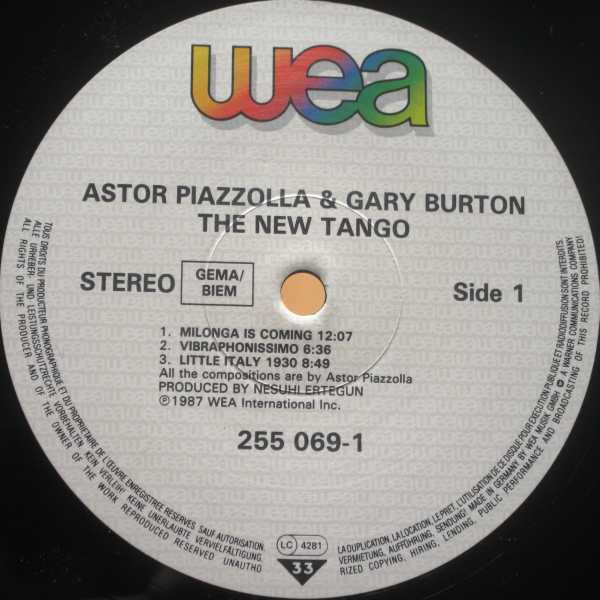 wea
ASTOR PIAZZOLLA & GARY BURTON
THE NEW TANGO
STEREO
GEMA/
BIEM
Side 1
1. MILONGA IS COMING 12:07
2. VIBRAPHONISSIMO 6:36
3. LITTLE ITALY 1930 8:49
All the compositions are by Astor Piazzolla
PRODUCED BY NESUHI ERTEGUN
℗1987 WEA International Inc.
255 069-1
LC 4281
33
TOUS DROITS DU PRODUCTEUR PHONOGRAPHIQUE ET DU PROPRIETAIRE DE L'ŒUVRE ENREGISTREE RESERVES. SAUF AUTORISATION,
LA DUPLICATION, LA LOCATION, LE PRET, L'UTILISATION DE CE DISQUE POUR EXECUTION PUBLIQUE ET RADIODIFFUSION SONT INTERDITS.
ALLE URHEBER- UND LEISTUNGSSCHUTZRECHTE VORBEHALTEN. KEIN VERLEIH! KEINE UNERLAUBTE VERVIELFÄLTIGUNG,
VERMIETUNG, AUFFÜHRUNG, SENDUNG! MADE IN GERMANY BY WEA MUSIK GMBH. A WARNER COMMUNICATIONS COMPANY
ALL RIGHTS OF THE PRODUCER AND OF THE OWNER OF THE WORK REPRODUCED RESERVED UNAUTHO
RIZED COPYING, HIRING, LENDING, PUBLIC PERFORMANCE AND BROADCASTING OF THIS RECORD PROHIBITED!